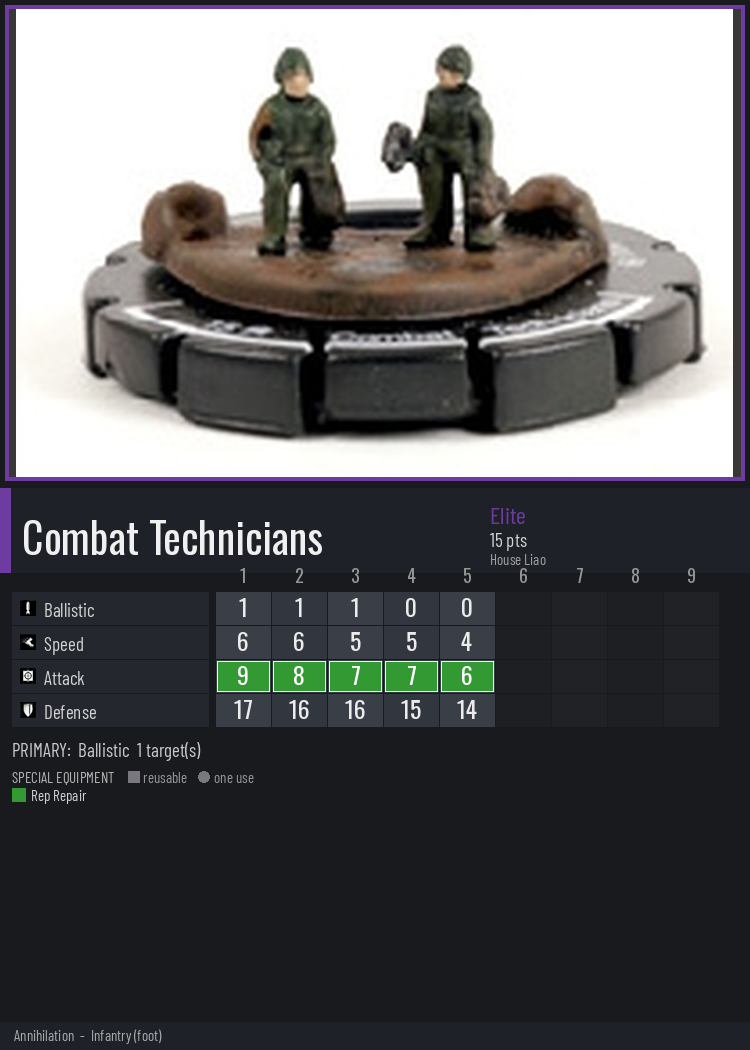 Combat
Combat Technicians
Elite
15 pts
House Liao
1 2 3 4 5 6 7 8 9
Ballistic 1 1 1 0 0
Speed 6 6 5 5 4
Attack 9 8 7 7 6
Defense 17 16 16 15 14
PRIMARY: Ballistic 1 target(s)
SPECIAL EQUIPMENT reusable one use
Rep Repair
Annihilation - Infantry (foot)